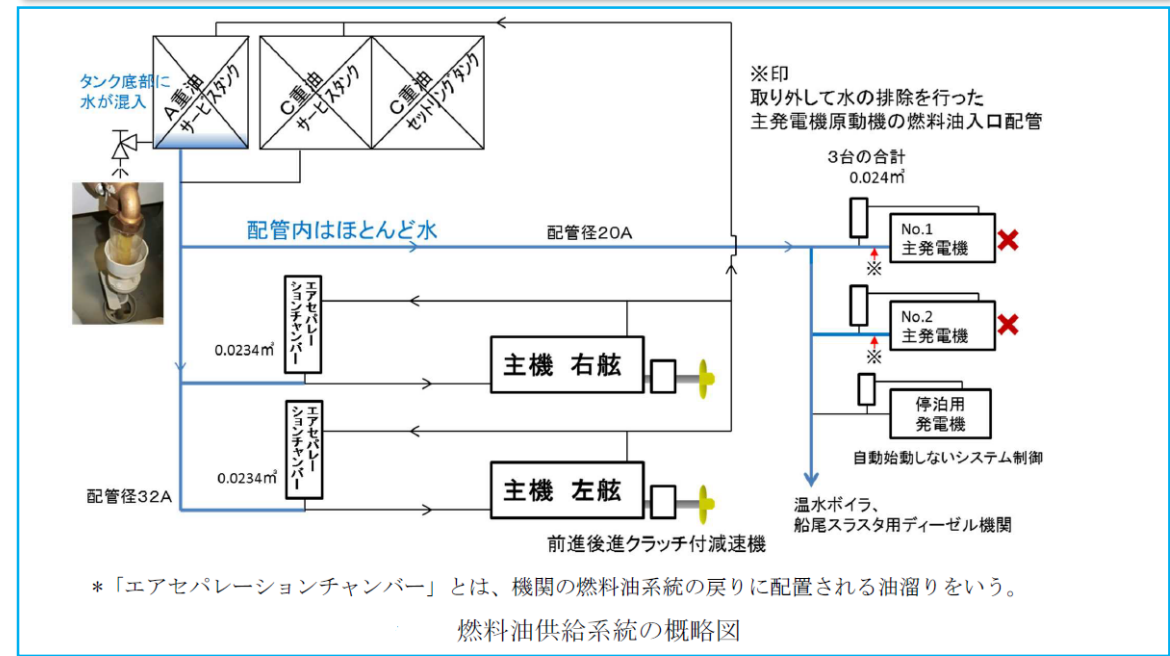 タンク底部に
水が混入
A重油
サービスタンク
C重油
サービスタンク
C重油
セットリングタンク
※印
取り外して水の排除を行った
主発電機原動機の燃料油入口配管
3台の合計
0.024㎥
配管内はほとんど水
配管径20A
No.1
主発電機
※
No.2
主発電機
※
停泊用
発電機
自動始動しないシステム制御
温水ボイラ、
船尾スラスタ用ディーゼル機関
エアセパレー
ションチャンバー
0.0234㎥
主機 右舷
エアセパレー
ションチャンバー
0.0234㎥
主機 左舷
配管径32A
前進後進クラッチ付減速機
*「エアセパレーションチャンバー」とは、機関の燃料油系統の戻りに配置される油溜りをいう。
燃料油供給系統の概略図